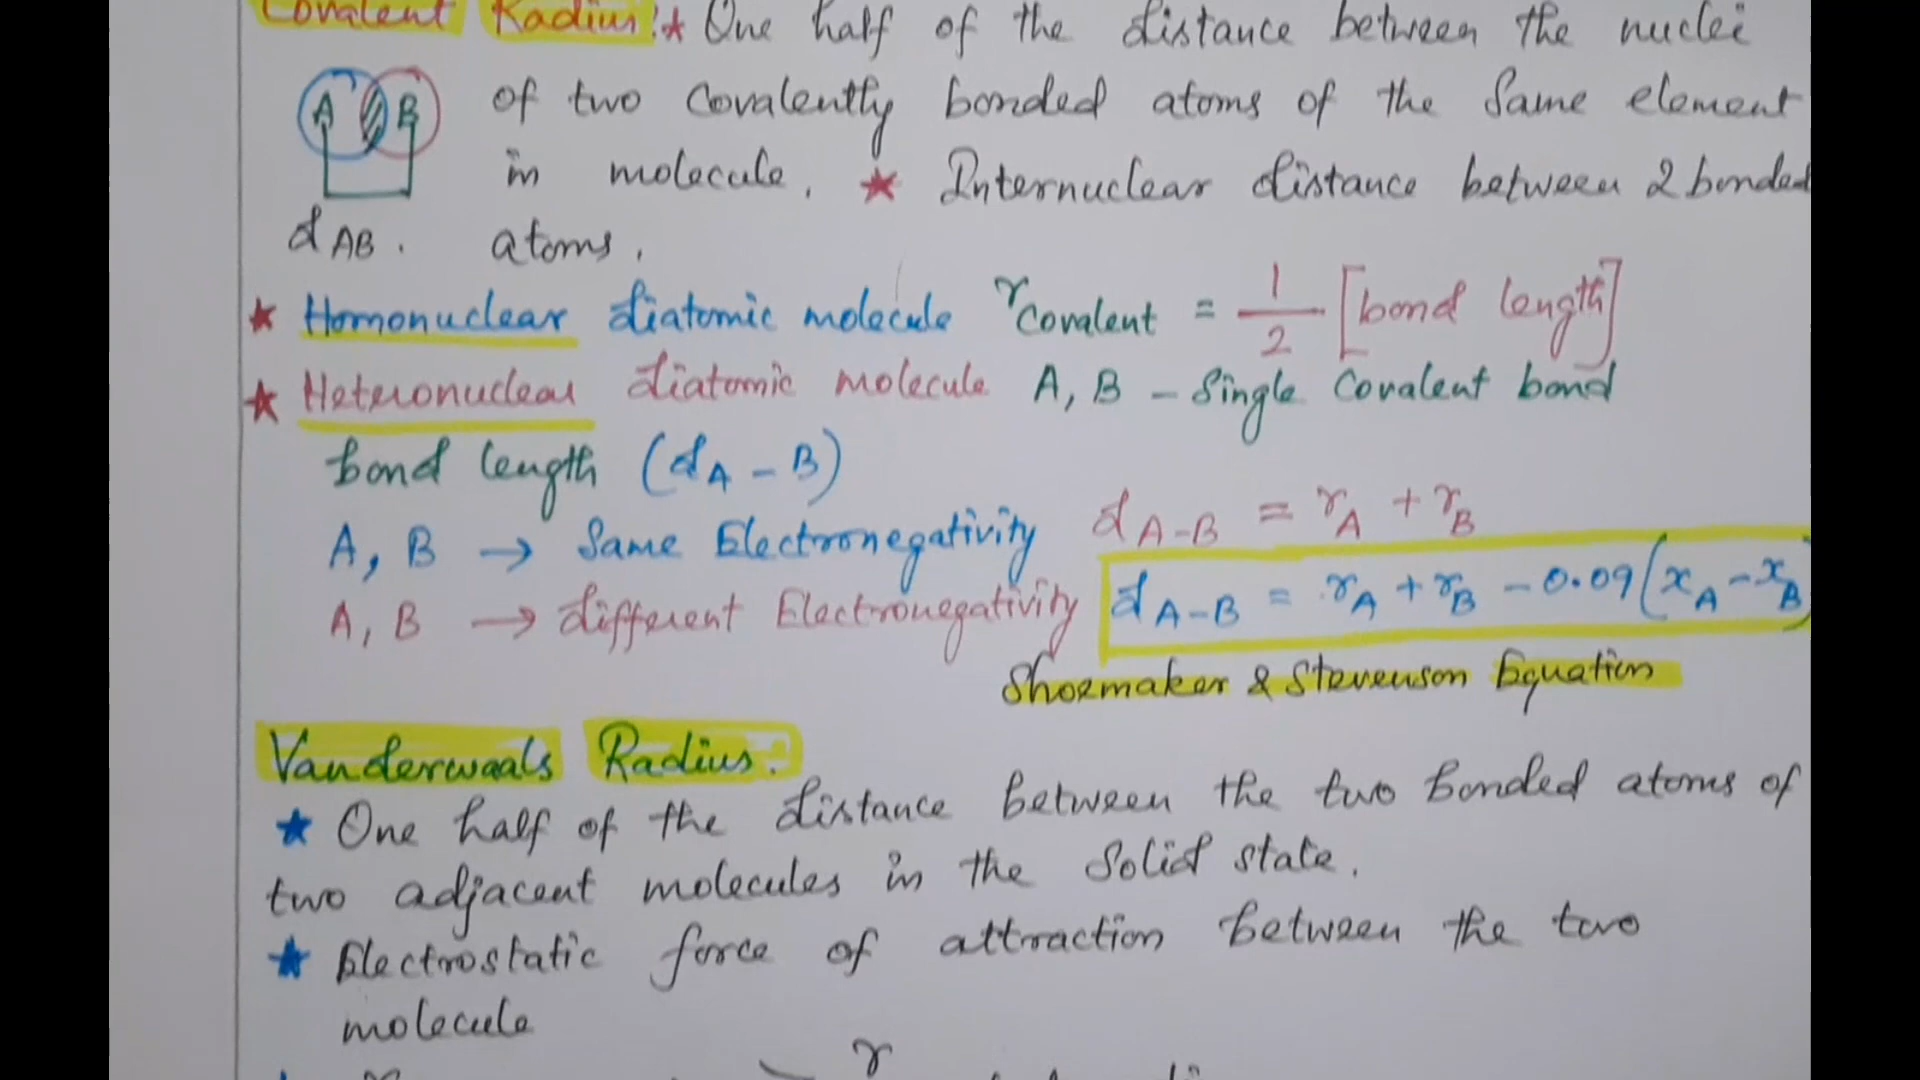 Covalent Radius: ★ One half of the distance between the nuclei
A B of two Covalently bonded atoms of the Same element
in molecule. ★ Internuclear distance between 2 bonded
dAB. atoms.
★ Homonuclear diatomic molecule rCovalent = 1/2 [bond length]
★ Heteronuclear diatomic molecule A, B - Single Covalent bond
bond length (dA-B)
A, B → Same Electronegativity dA-B = rA + rB
A, B → different Electronegativity dA-B = rA + rB - 0.09(xA - xB)
Shoemaker & Stevenson Equation
Vanderwaals Radius:
★ One half of the distance between the two bonded atoms of
two adjacent molecules in the Solid state.
★ Electrostatic force of attraction between the two
molecule
r